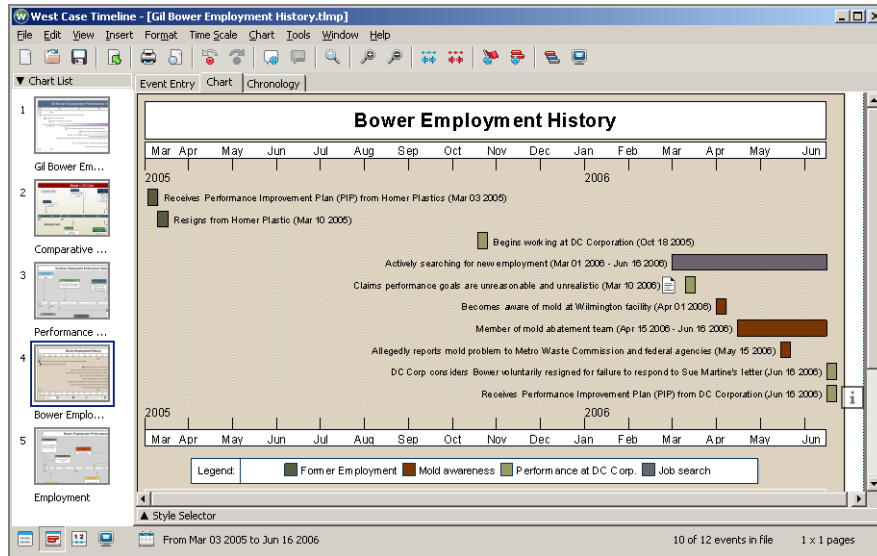 West Case Timeline - [Gil Bower Employment History.tlmp]
File Edit View Insert Format Time Scale Chart Tools Window Help
Chart List
Event Entry Chart Chronology
1
Gil Bower Em...
2
Comparative ...
3
Performance ...
4
Bower Emplo...
5
Employment
Bower Employment History
Mar Apr May Jun Jul Aug Sep Oct Nov Dec Jan Feb Mar Apr May Jun
2005 2006
Receives Performance Improvement Plan (PIP) from Homer Plastics (Mar 03 2005)
Resigns from Homer Plastic (Mar 10 2005)
Begins working at DC Corporation (Oct 18 2005)
Actively searching for new employment (Mar 01 2006 - Jun 16 2006)
Claims performance goals are unreasonable and unrealistic (Mar 10 2006)
Becomes aware of mold at Wilmington facility (Apr 01 2006)
Member of mold abatement team (Apr 15 2006 - Jun 16 2006)
Allegedly reports mold problem to Metro Waste Commission and federal agencies (May 15 2006)
DC Corp considers Bower voluntarily resigned for failure to respond to Sue Martine's letter (Jun 16 2006)
Receives Performance Improvement Plan (PIP) from DC Corporation (Jun 16 2006)
2005 2006
Mar Apr May Jun Jul Aug Sep Oct Nov Dec Jan Feb Mar Apr May Jun
Legend: Former Employment Mold awareness Performance at DC Corp. Job search
Style Selector
From Mar 03 2005 to Jun 16 2006
10 of 12 events in file 1 x 1 pages